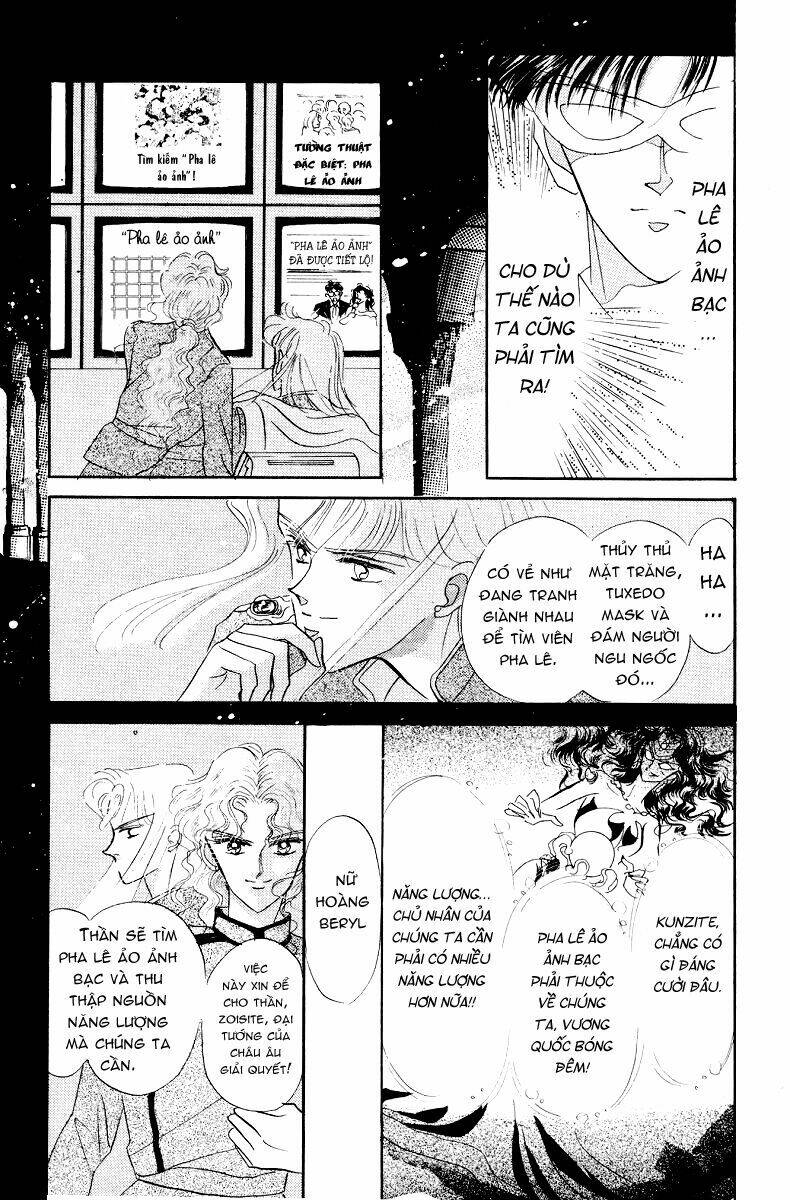 PHA
LÊ
ẢO
ẢNH
BẠC
...
CHO DÙ
THẾ NÀO
TA CŨNG
PHẢI TÌM
RA!
Tìm kiếm "Pha lê
ảo ảnh"!
TƯỜNG THUẬT
ĐẶC BIỆT: PHA
LÊ ẢO ẢNH
"Pha lê ảo ảnh"
"PHA LÊ ẢO ẢNH"
ĐÃ ĐƯỢC TIẾT LỘ!
HA
HA
...
THỦY THỦ
MẶT TRĂNG,
TUXEDO
MASK VÀ
ĐÁM NGƯỜI
NGU NGỐC
ĐÓ...
CÓ VẺ NHƯ
ĐANG TRANH
GIÀNH NHAU
ĐỂ TÌM VIÊN
PHA LÊ.
KUNZITE,
CHẲNG CÓ
GÌ ĐÁNG
CƯỜI ĐÂU.
PHA LÊ ẢO
ẢNH BẠC
PHẢI THUỘC
VỀ CHÚNG
TA, VƯƠNG
QUỐC BÓNG
ĐÊM!
NĂNG LƯỢNG...
CHỦ NHÂN CỦA
CHÚNG TA CẦN
PHẢI CÓ NHIỀU
NĂNG LƯỢNG
HƠN NỮA!!
NỮ
HOÀNG
BERYL
VIỆC
NÀY XIN ĐỂ
CHO THẦN,
ZOISITE, ĐẠI
TƯỚNG CỦA
CHÂU ÂU
GIẢI QUYẾT!
THẦN SẼ TÌM
PHA LÊ ẢO ẢNH
BẠC VÀ THU
THẬP NGUỒN
NĂNG LƯỢNG
MÀ CHÚNG TA
CẦN.